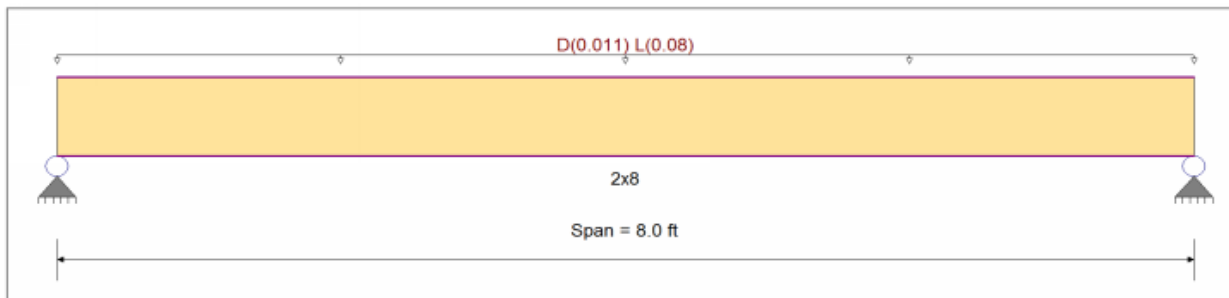 D(0.011) L(0.08)
2x8
Span = 8.0 ft